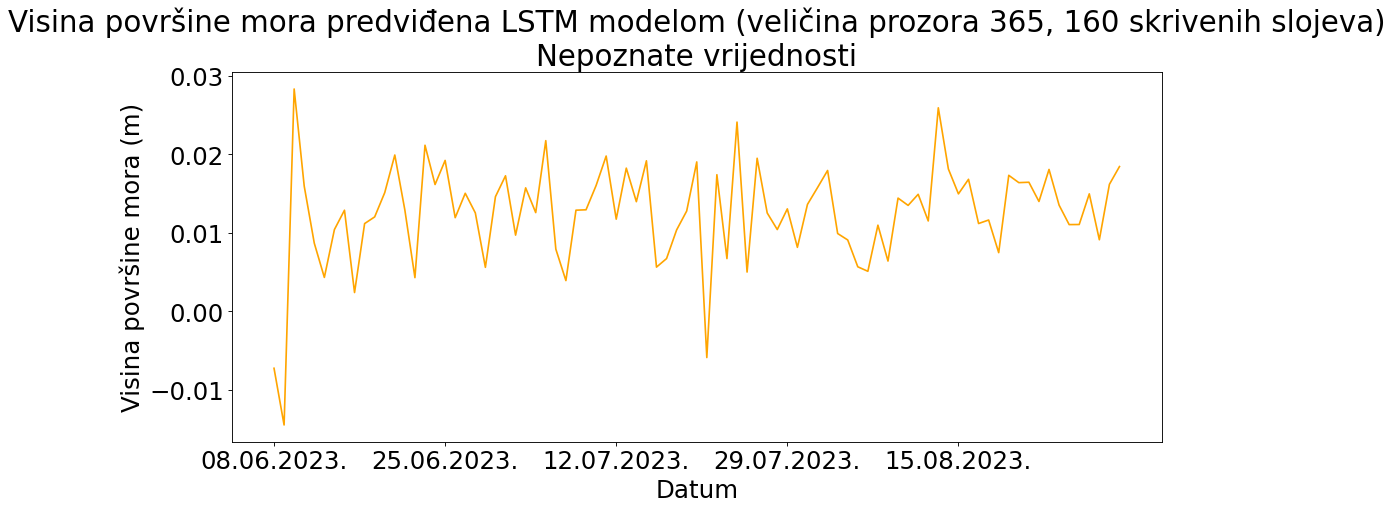 Visina površine mora predviđena LSTM modelom (veličina prozora 365, 160 skrivenih slojeva)
Nepoznate vrijednosti
Visina površine mora (m)
0.03
0.02
0.01
0.00
−0.01
08.06.2023. 25.06.2023. 12.07.2023. 29.07.2023. 15.08.2023.
Datum